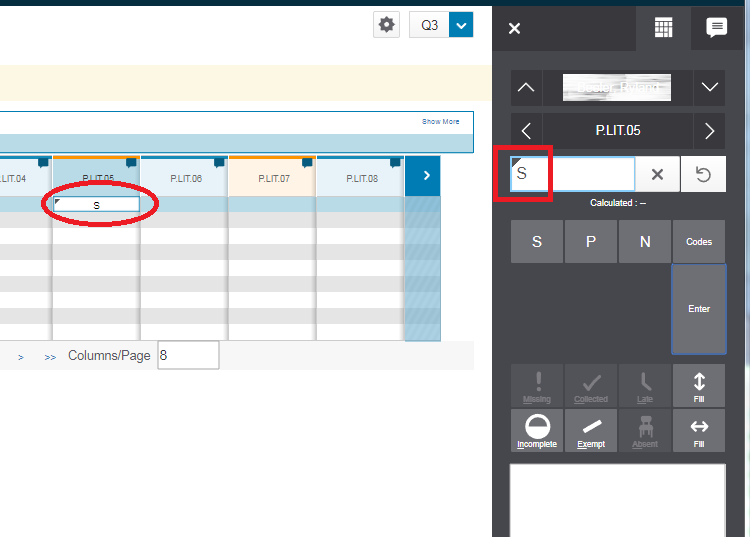 Q3
Show More
P.LIT.05
.LIT.04 P.LIT.05 P.LIT.06 P.LIT.07 P.LIT.08
S
S
Calculated : --
S P N Codes
Enter
> >> Columns/Page 8
Missing Collected Late Fill
Incomplete Exempt Absent Fill